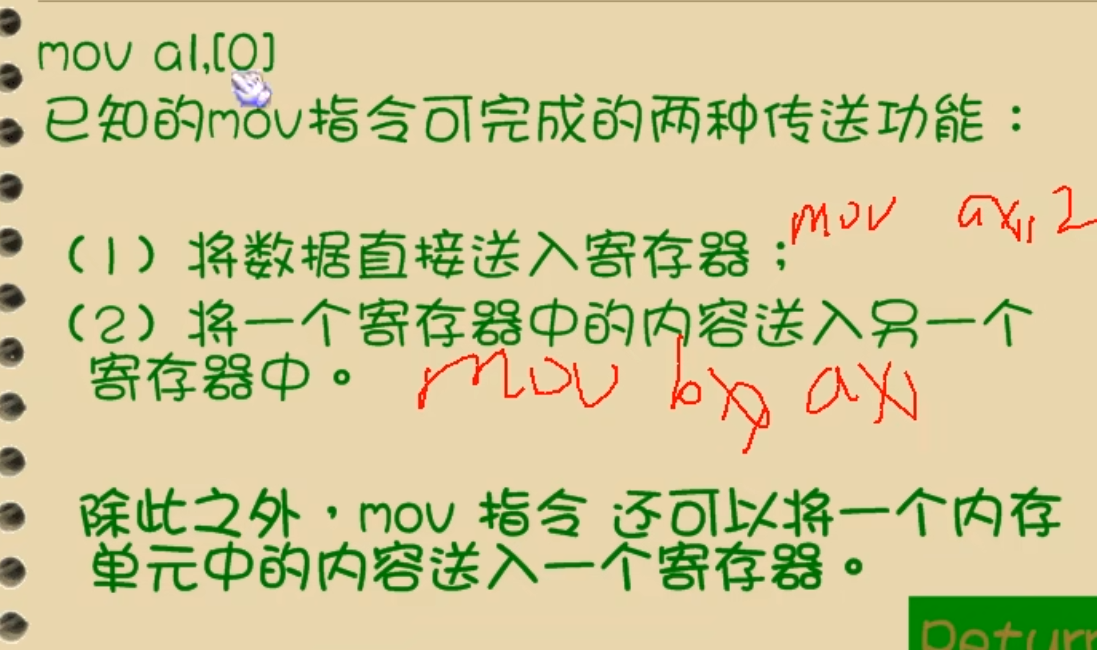 mov al,[0]
已知的mov指令可完成的两种传送功能：
mov ax, 2
（1）将数据直接送入寄存器；
（2）将一个寄存器中的内容送入另一个
寄存器中。
mov bx, ax
除此之外，mov 指令 还可以将一个内存
单元中的内容送入一个寄存器。
Return